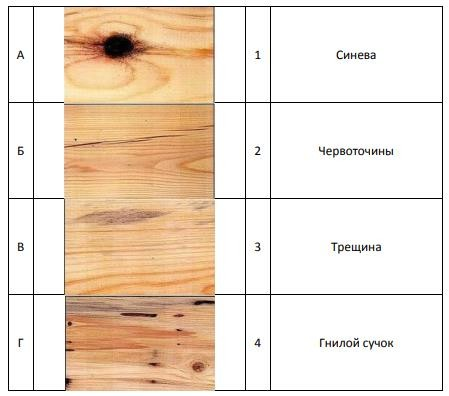 А 1 Синева
Б 2 Червоточины
В 3 Трещина
Г 4 Гнилой сучок